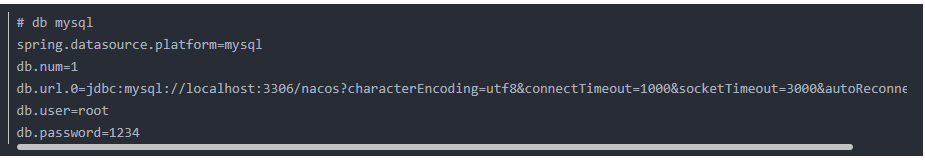 # db mysql
spring.datasource.platform=mysql
db.num=1
db.url.0=jdbc:mysql://localhost:3306/nacos?characterEncoding=utf8&connectTimeout=1000&socketTimeout=3000&autoReconne
db.user=root
db.password=1234